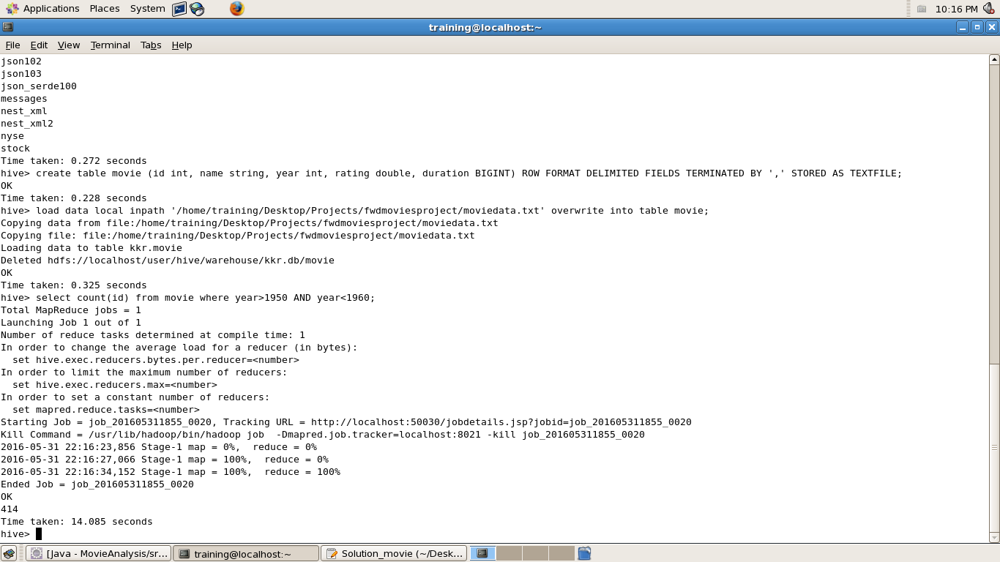 Applications Places System 10:16 PM
training@localhost:~
File Edit View Terminal Tabs Help
json102
json103
json_serde100
messages
nest_xml
nest_xml2
nyse
stock
Time taken: 0.272 seconds
hive> create table movie (id int, name string, year int, rating double, duration BIGINT) ROW FORMAT DELIMITED FIELDS TERMINATED BY ',' STORED AS TEXTFILE;
OK
Time taken: 0.228 seconds
hive> load data local inpath '/home/training/Desktop/Projects/fwdmoviesproject/moviedata.txt' overwrite into table movie;
Copying data from file:/home/training/Desktop/Projects/fwdmoviesproject/moviedata.txt
Copying file: file:/home/training/Desktop/Projects/fwdmoviesproject/moviedata.txt
Loading data to table kkr.movie
Deleted hdfs://localhost/user/hive/warehouse/kkr.db/movie
OK
Time taken: 0.325 seconds
hive> select count(id) from movie where year>1950 AND year<1960;
Total MapReduce jobs = 1
Launching Job 1 out of 1
Number of reduce tasks determined at compile time: 1
In order to change the average load for a reducer (in bytes):
  set hive.exec.reducers.bytes.per.reducer=<number>
In order to limit the maximum number of reducers:
  set hive.exec.reducers.max=<number>
In order to set a constant number of reducers:
  set mapred.reduce.tasks=<number>
Starting Job = job_201605311855_0020, Tracking URL = http://localhost:50030/jobdetails.jsp?jobid=job_201605311855_0020
Kill Command = /usr/lib/hadoop/bin/hadoop job  -Dmapred.job.tracker=localhost:8021 -kill job_201605311855_0020
2016-05-31 22:16:23,856 Stage-1 map = 0%,  reduce = 0%
2016-05-31 22:16:27,066 Stage-1 map = 100%,  reduce = 0%
2016-05-31 22:16:34,152 Stage-1 map = 100%,  reduce = 100%
Ended Job = job_201605311855_0020
OK
414
Time taken: 14.085 seconds
hive>
[Java - MovieAnalysis/sr... training@localhost:~ Solution_movie (~/Desk...